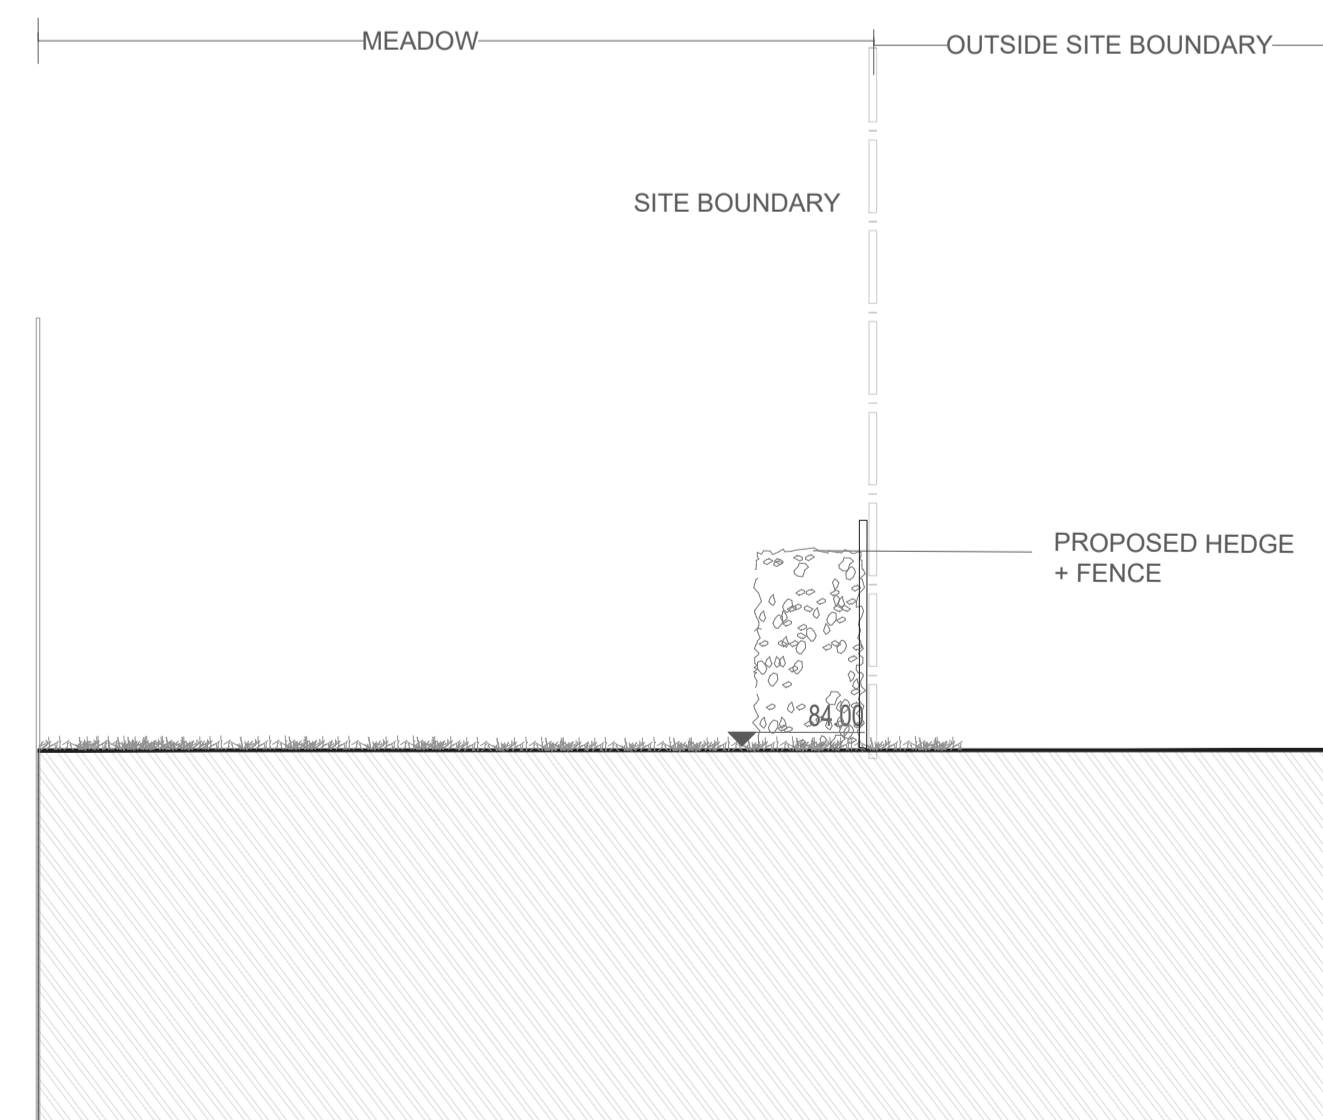 MEADOW
OUTSIDE SITE BOUNDARY
SITE BOUNDARY
PROPOSED HEDGE
+ FENCE
84.00